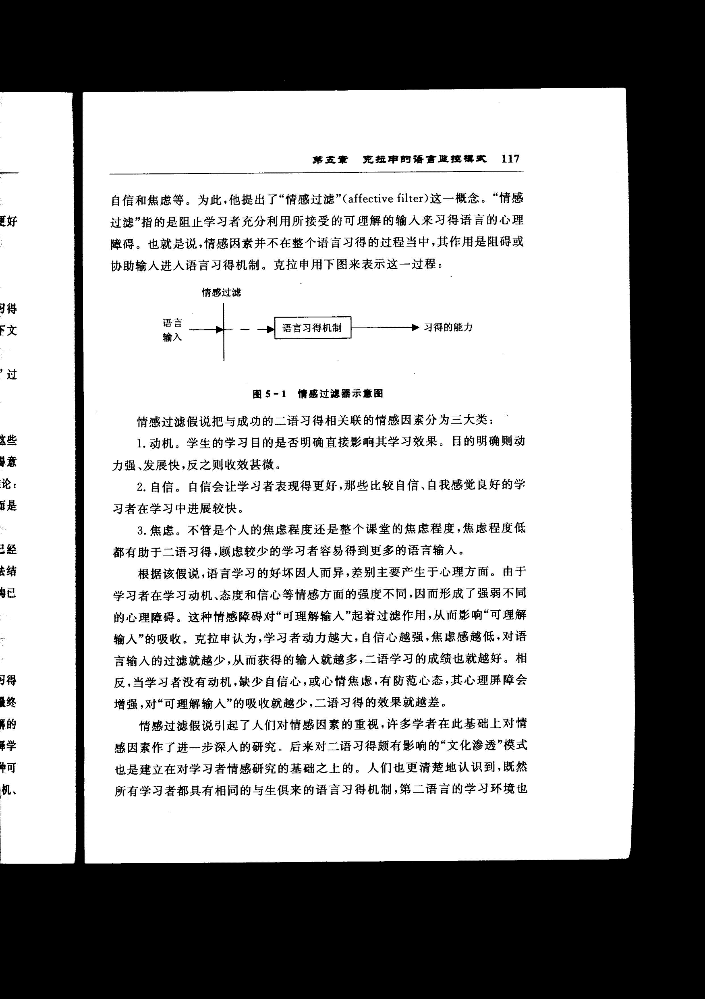 更好
习得
下文
”过
这些
得意
论：
而是
已经
法结
构已
习得
最终
解的
释学
种可
机、
第五章 克拉申的语言监控模式 117
自信和焦虑等。为此,他提出了“情感过滤”(affective filter)这一概念。“情感
过滤”指的是阻止学习者充分利用所接受的可理解的输入来习得语言的心理
障碍。也就是说,情感因素并不在整个语言习得的过程当中,其作用是阻碍或
协助输入进入语言习得机制。克拉申用下图来表示这一过程:
情感过滤
语言
输入
语言习得机制
习得的能力
图 5-1 情感过滤器示意图
情感过滤假说把与成功的二语习得相关联的情感因素分为三大类:
1. 动机。学生的学习目的是否明确直接影响其学习效果。目的明确则动
力强、发展快,反之则收效甚微。
2. 自信。自信会让学习者表现得更好,那些比较自信、自我感觉良好的学
习者在学习中进展较快。
3. 焦虑。不管是个人的焦虑程度还是整个课堂的焦虑程度,焦虑程度低
都有助于二语习得,顾虑较少的学习者容易得到更多的语言输入。
根据该假说,语言学习的好坏因人而异,差别主要产生于心理方面。由于
学习者在学习动机、态度和信心等情感方面的强度不同,因而形成了强弱不同
的心理障碍。这种情感障碍对“可理解输入”起着过滤作用,从而影响“可理解
输入”的吸收。克拉申认为,学习者动力越大,自信心越强,焦虑感越低,对语
言输入的过滤就越少,从而获得的输入就越多,二语学习的成绩也就越好。相
反,当学习者没有动机,缺少自信心,或心情焦虑,有防范心态,其心理屏障会
增强,对“可理解输入”的吸收就越少,二语习得的效果就越差。
情感过滤假说引起了人们对情感因素的重视,许多学者在此基础上对情
感因素作了进一步深入的研究。后来对二语习得颇有影响的“文化渗透”模式
也是建立在对学习者情感研究的基础之上的。人们也更清楚地认识到,既然
所有学习者都具有相同的与生俱来的语言习得机制,第二语言的学习环境也